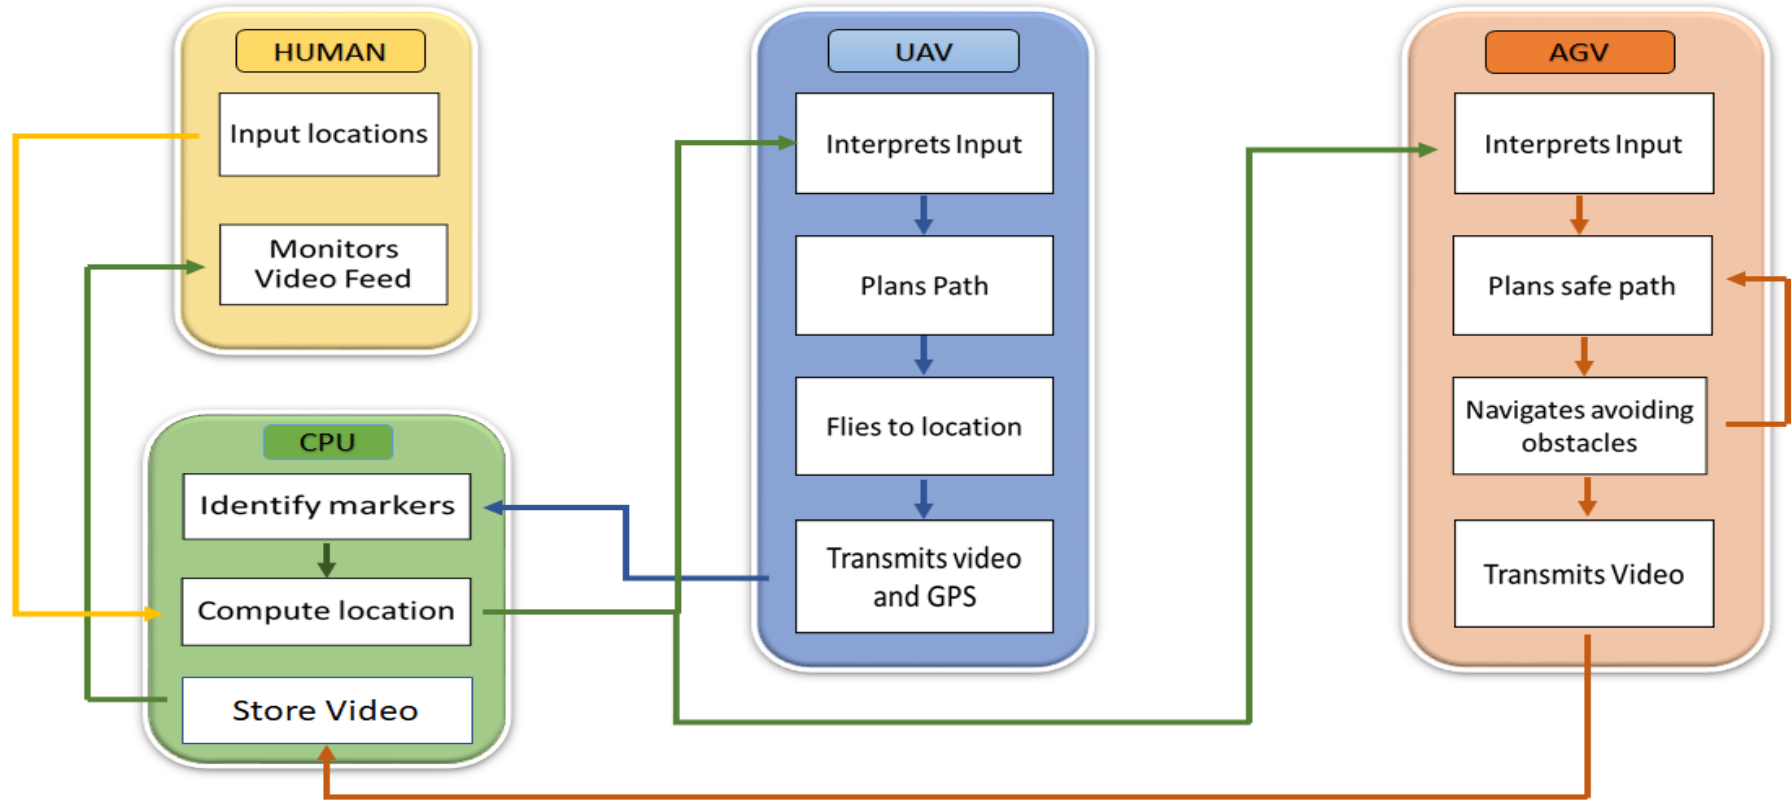 HUMAN
Input locations
Monitors
Video Feed
CPU
Identify markers
Compute location
Store Video
UAV
Interprets Input
Plans Path
Flies to location
Transmits video
and GPS
AGV
Interprets Input
Plans safe path
Navigates avoiding
obstacles
Transmits Video